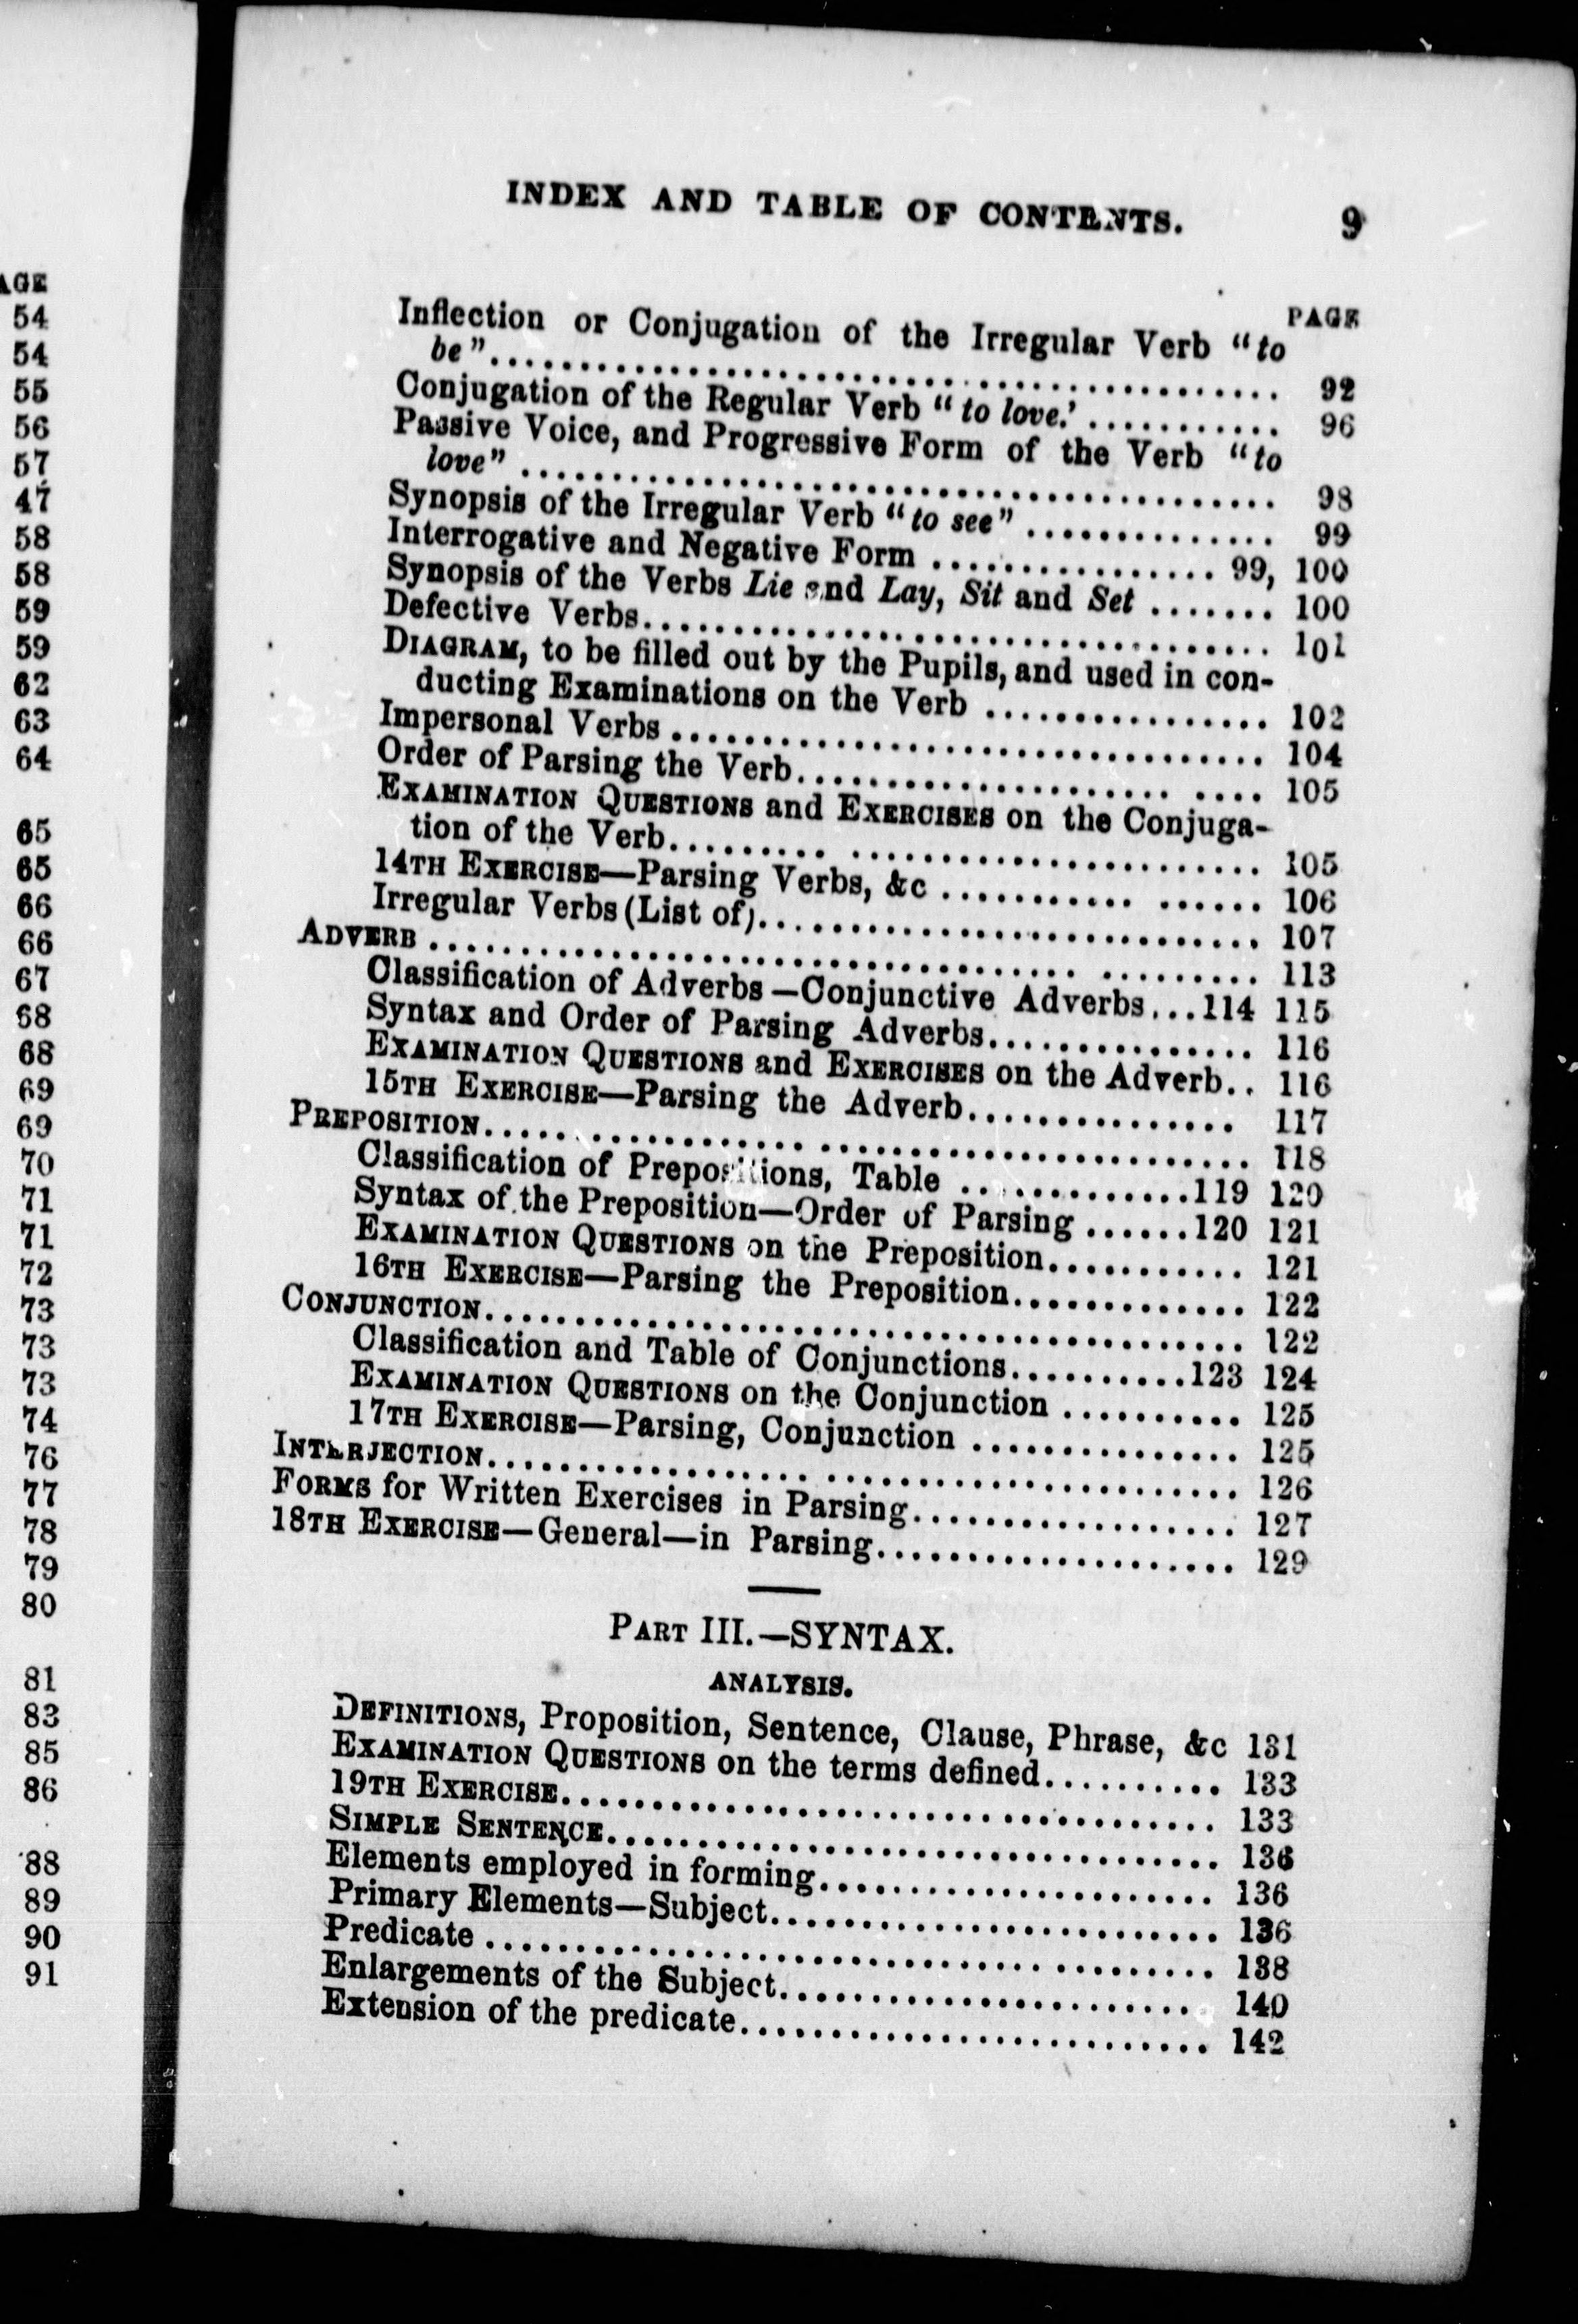 AGE
54
54
55
56
57
47
58
58
59
59
62
63
64
65
65
66
66
67
68
68
69
69
70
71
71
72
73
73
73
74
76
77
78
79
80
81
83
85
86
88
89
90
91
INDEX AND TABLE OF CONTENTS. 9
PAGE
Inflection or Conjugation of the Irregular Verb "to
be"........................................ 92
Conjugation of the Regular Verb "to love.'........... 96
Passive Voice, and Progressive Form of the Verb "to
love"........................................ 98
Synopsis of the Irregular Verb "to see".............. 99
Interrogative and Negative Form ................ 99, 100
Synopsis of the Verbs Lie and Lay, Sit and Set ....... 100
Defective Verbs.................................. 101
DIAGRAM, to be filled out by the Pupils, and used in con-
ducting Examinations on the Verb ................ 102
Impersonal Verbs ................................ 104
Order of Parsing the Verb..................... .... 105
EXAMINATION QUESTIONS and EXERCISES on the Conjuga-
tion of the Verb......... ....................... 105
14TH EXERCISE—Parsing Verbs, &c ........... ...... 106
Irregular Verbs (List of)............................ 107
ADVERB .................................... ......... 113
Classification of Adverbs—Conjunctive Adverbs...114 115
Syntax and Order of Parsing Adverbs............... 116
EXAMINATION QUESTIONS and EXERCISES on the Adverb.. 116
15TH EXERCISE—Parsing the Adverb............... 117
PREPOSITION.................. ........................ 118
Classification of Prepositions, Table .............119 120
Syntax of the Preposition—Order of Parsing ......120 121
EXAMINATION QUESTIONS on the Preposition........... 121
16TH EXERCISE—Parsing the Preposition............. 122
CONJUNCTION.......................................... 122
Classification and Table of Conjunctions..........123 124
EXAMINATION QUESTIONS on the Conjunction .......... 125
17TH EXERCISE—Parsing, Conjunction ............... 125
INTERJECTION.................. ....................... 126
FORMS for Written Exercises in Parsing.................. 127
18TH EXERCISE—General—in Parsing.................... 129
PART III.—SYNTAX.
ANALYSIS.
DEFINITIONS, Proposition, Sentence, Clause, Phrase, &c 131
EXAMINATION QUESTIONS on the terms defined.......... 133
19TH EXERCISE.................................... 133
SIMPLE SENTENCE.................................. 136
Elements employed in forming...................... 136
Primary Elements—Subject......................... 136
Predicate ........................................ 138
Enlargements of the Subject....................... 140
Extension of the predicate.......................... 142